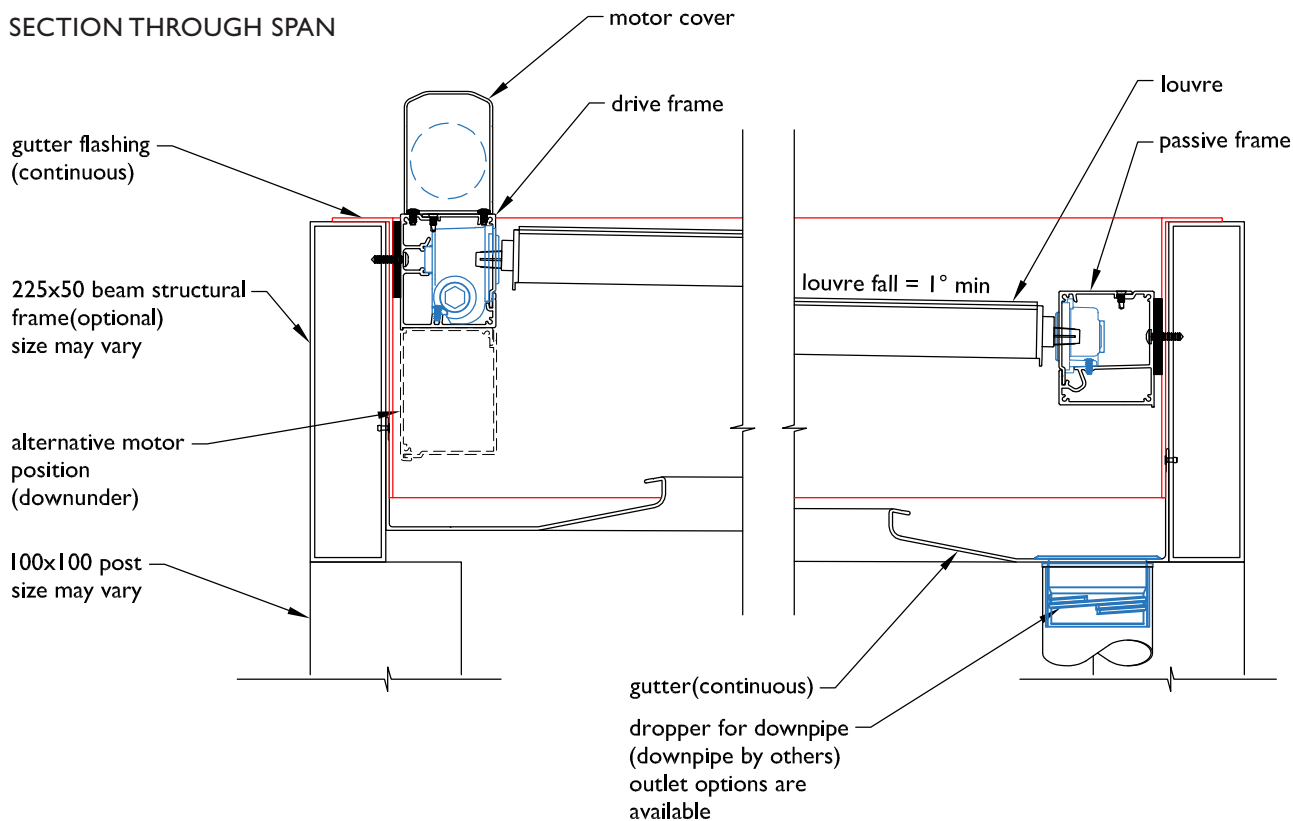 SECTION THROUGH SPAN
motor cover
drive frame
louvre
passive frame
gutter flashing
(continuous)
louvre fall = 1° min
225x50 beam structural
frame(optional)
size may vary
alternative motor
position
(downunder)
100x100 post
size may vary
gutter(continuous)
dropper for downpipe
(downpipe by others)
outlet options are
available